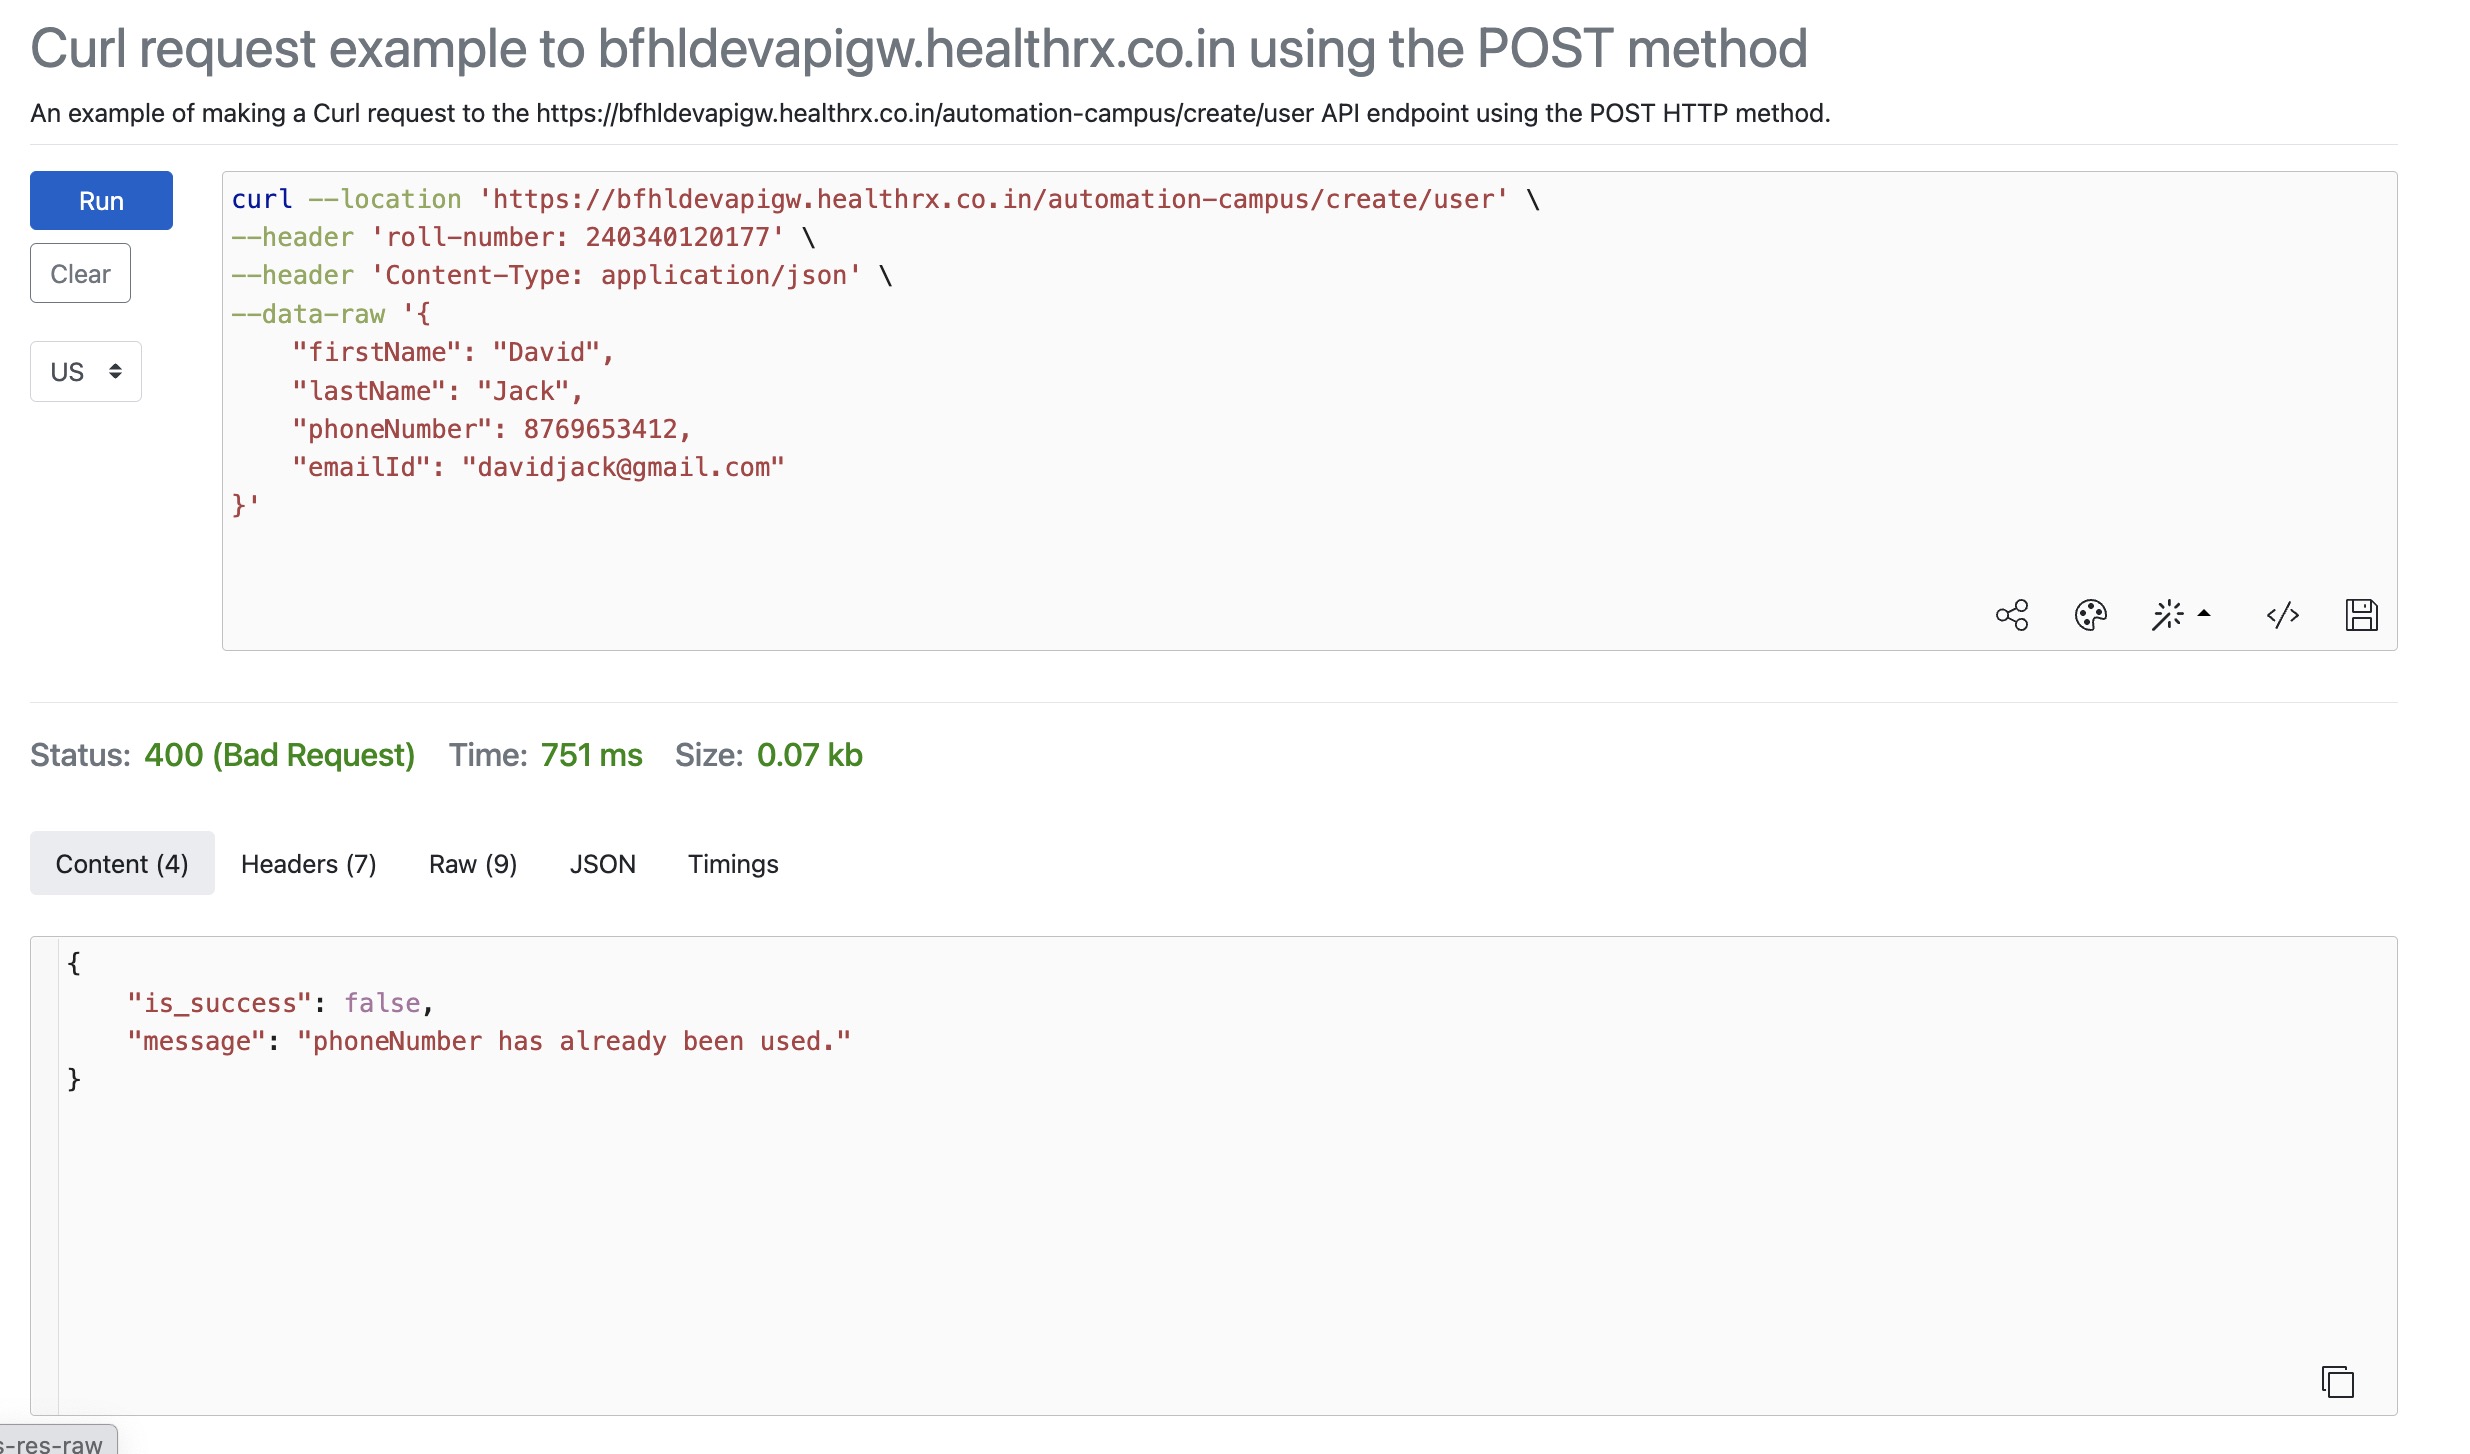 Curl request example to bfhldevapigw.healthrx.co.in using the POST method
An example of making a Curl request to the https://bfhldevapigw.healthrx.co.in/automation-campus/create/user API endpoint using the POST HTTP method.
Run
Clear
US
curl --location 'https://bfhldevapigw.healthrx.co.in/automation-campus/create/user' \
--header 'roll-number: 240340120177' \
--header 'Content-Type: application/json' \
--data-raw '{
    "firstName": "David",
    "lastName": "Jack",
    "phoneNumber": 8769653412,
    "emailId": "davidjack@gmail.com"
}'
Status: 400 (Bad Request) Time: 751 ms Size: 0.07 kb
Content (4) Headers (7) Raw (9) JSON Timings
{
    "is_success": false,
    "message": "phoneNumber has already been used."
}
s-res-raw